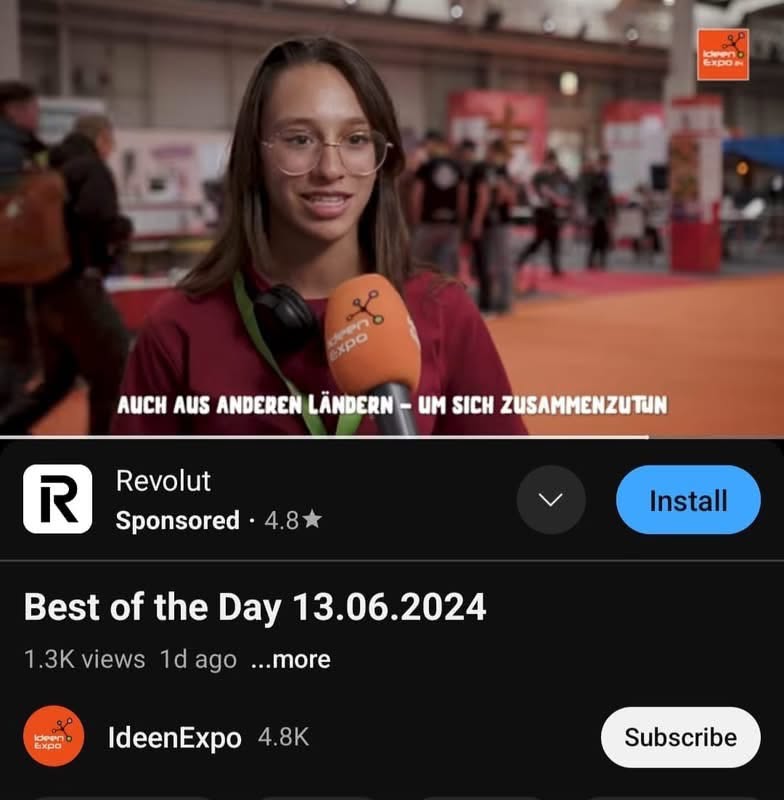 Ideen
Expo 24
Ideen
Expo
AUCH AUS ANDEREN LÄNDERN – UM SICH ZUSAMMENZUTUN
Revolut
Sponsored · 4.8★
Install
Best of the Day 13.06.2024
1.3K views 1d ago ...more
Ideen
Expo
IdeenExpo 4.8K
Subscribe